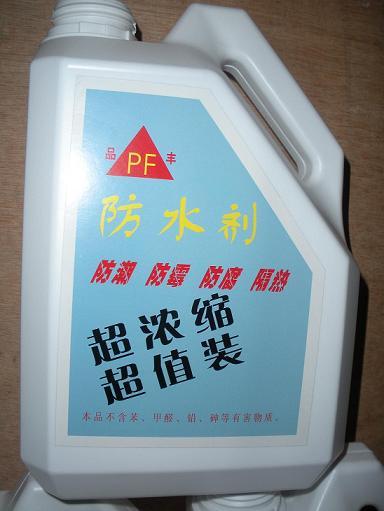 品 PF 丰
防水剂
防潮 防霉 防腐 隔热
超浓缩
超值装
本品不含苯、甲醛、铅、砷等有害物质。